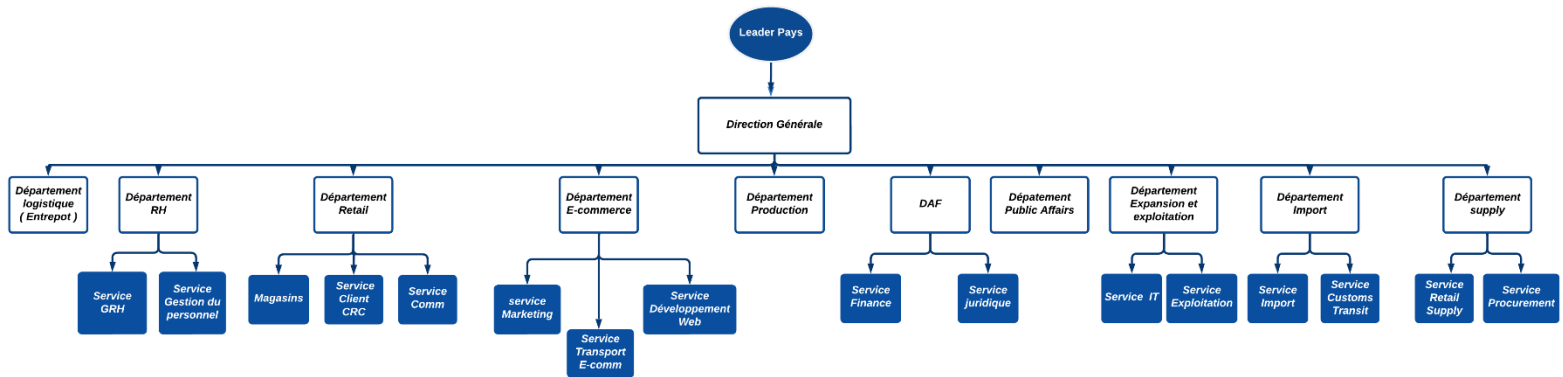 Leader Pays
Direction Générale
Département
logistique
( Entrepot )
Département
RH
Département
Retail
Département
E-commerce
Département
Production
DAF
Dépatement
Public Affairs
Département
Expansion et
exploitation
Département
Import
Département
supply
Service
GRH
Service
Gestion du
personnel
Magasins
Service
Client
CRC
Service
Comm
service
Marketing
Service
Transport
E-comm
Service
Développement
Web
Service
Finance
Service
juridique
Service IT
Service
Exploitation
Service
Import
Service
Customs
Transit
Service
Retail
Supply
Service
Procurement